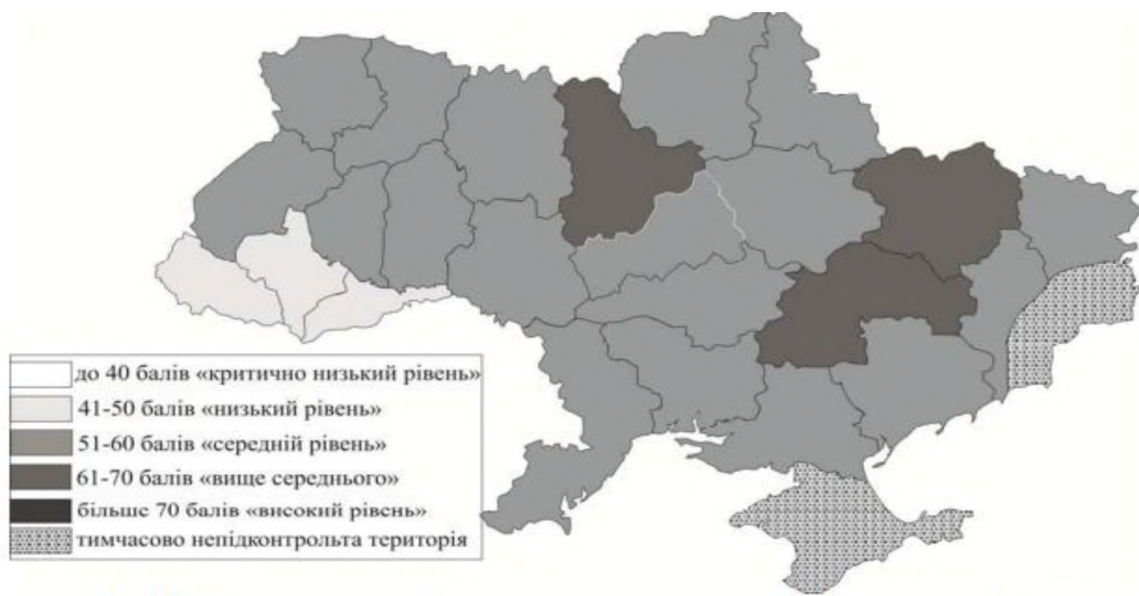 до 40 балів «критично низький рівень»
41-50 балів «низький рівень»
51-60 балів «середній рівень»
61-70 балів «вище середнього»
більше 70 балів «високий рівень»
тимчасово непідконтрольта територія